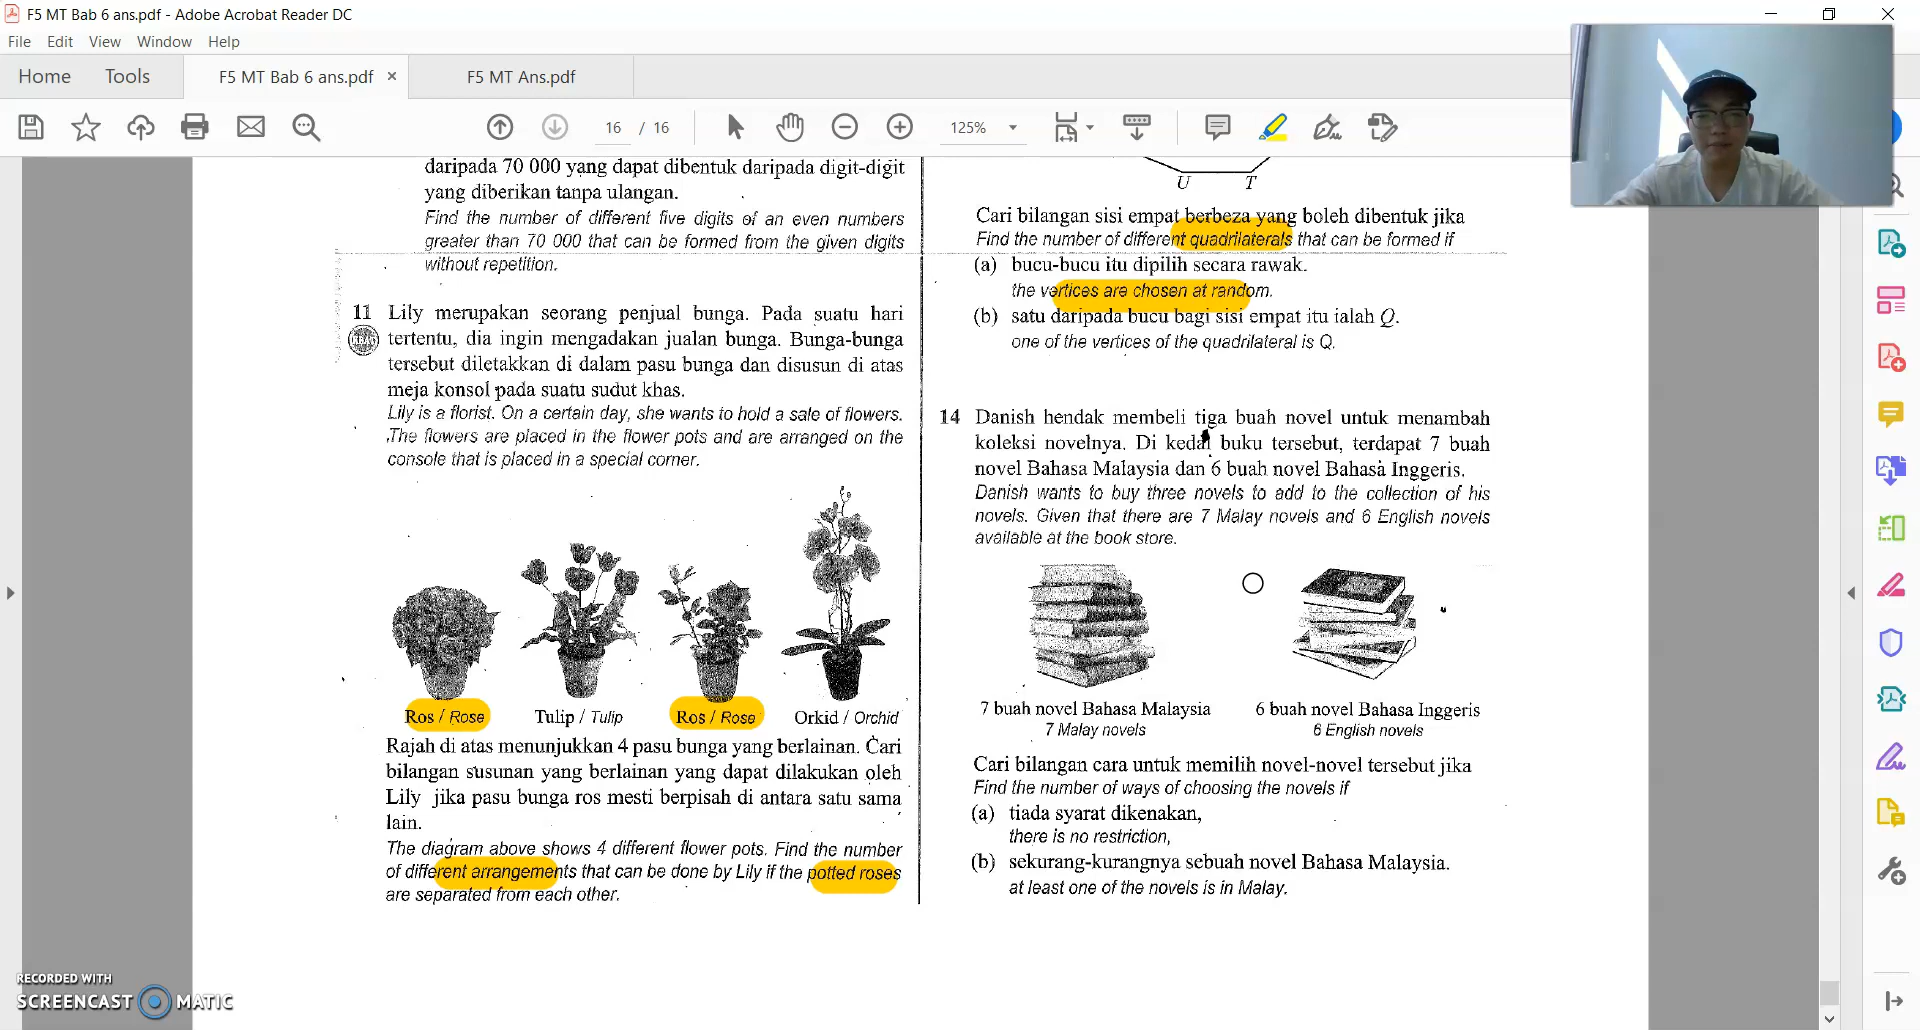 F5 MT Bab 6 ans.pdf - Adobe Acrobat Reader DC
File Edit View Window Help
Home Tools F5 MT Bab 6 ans.pdf × F5 MT Ans.pdf
16 / 16 125%
daripada 70 000 yang dapat dibentuk daripada digit-digit
yang diberikan tanpa ulangan.
Find the number of different five digits of an even numbers
greater than 70 000 that can be formed from the given digits
without repetition.
11 Lily merupakan seorang penjual bunga. Pada suatu hari
tertentu, dia ingin mengadakan jualan bunga. Bunga-bunga
tersebut diletakkan di dalam pasu bunga dan disusun di atas
meja konsol pada suatu sudut khas.
Lily is a florist. On a certain day, she wants to hold a sale of flowers.
The flowers are placed in the flower pots and are arranged on the
console that is placed in a special corner.
Ros / Rose Tulip / Tulip Ros / Rose Orkid / Orchid
Rajah di atas menunjukkan 4 pasu bunga yang berlainan. Cari
bilangan susunan yang berlainan yang dapat dilakukan oleh
Lily jika pasu bunga ros mesti berpisah di antara satu sama
lain.
The diagram above shows 4 different flower pots. Find the number
of different arrangements that can be done by Lily if the potted roses
are separated from each other.
U T
Cari bilangan sisi empat berbeza yang boleh dibentuk jika
Find the number of different quadrilaterals that can be formed if
(a) bucu-bucu itu dipilih secara rawak.
the vertices are chosen at random.
(b) satu daripada bucu bagi sisi empat itu ialah Q.
one of the vertices of the quadrilateral is Q.
14 Danish hendak membeli tiga buah novel untuk menambah
koleksi novelnya. Di kedai buku tersebut, terdapat 7 buah
novel Bahasa Malaysia dan 6 buah novel Bahasa Inggeris.
Danish wants to buy three novels to add to the collection of his
novels. Given that there are 7 Malay novels and 6 English novels
available at the book store.
7 buah novel Bahasa Malaysia 6 buah novel Bahasa Inggeris
7 Malay novels 6 English novels
Cari bilangan cara untuk memilih novel-novel tersebut jika
Find the number of ways of choosing the novels if
(a) tiada syarat dikenakan,
there is no restriction,
(b) sekurang-kurangnya sebuah novel Bahasa Malaysia.
at least one of the novels is in Malay.
RECORDED WITH
SCREENCAST MATIC